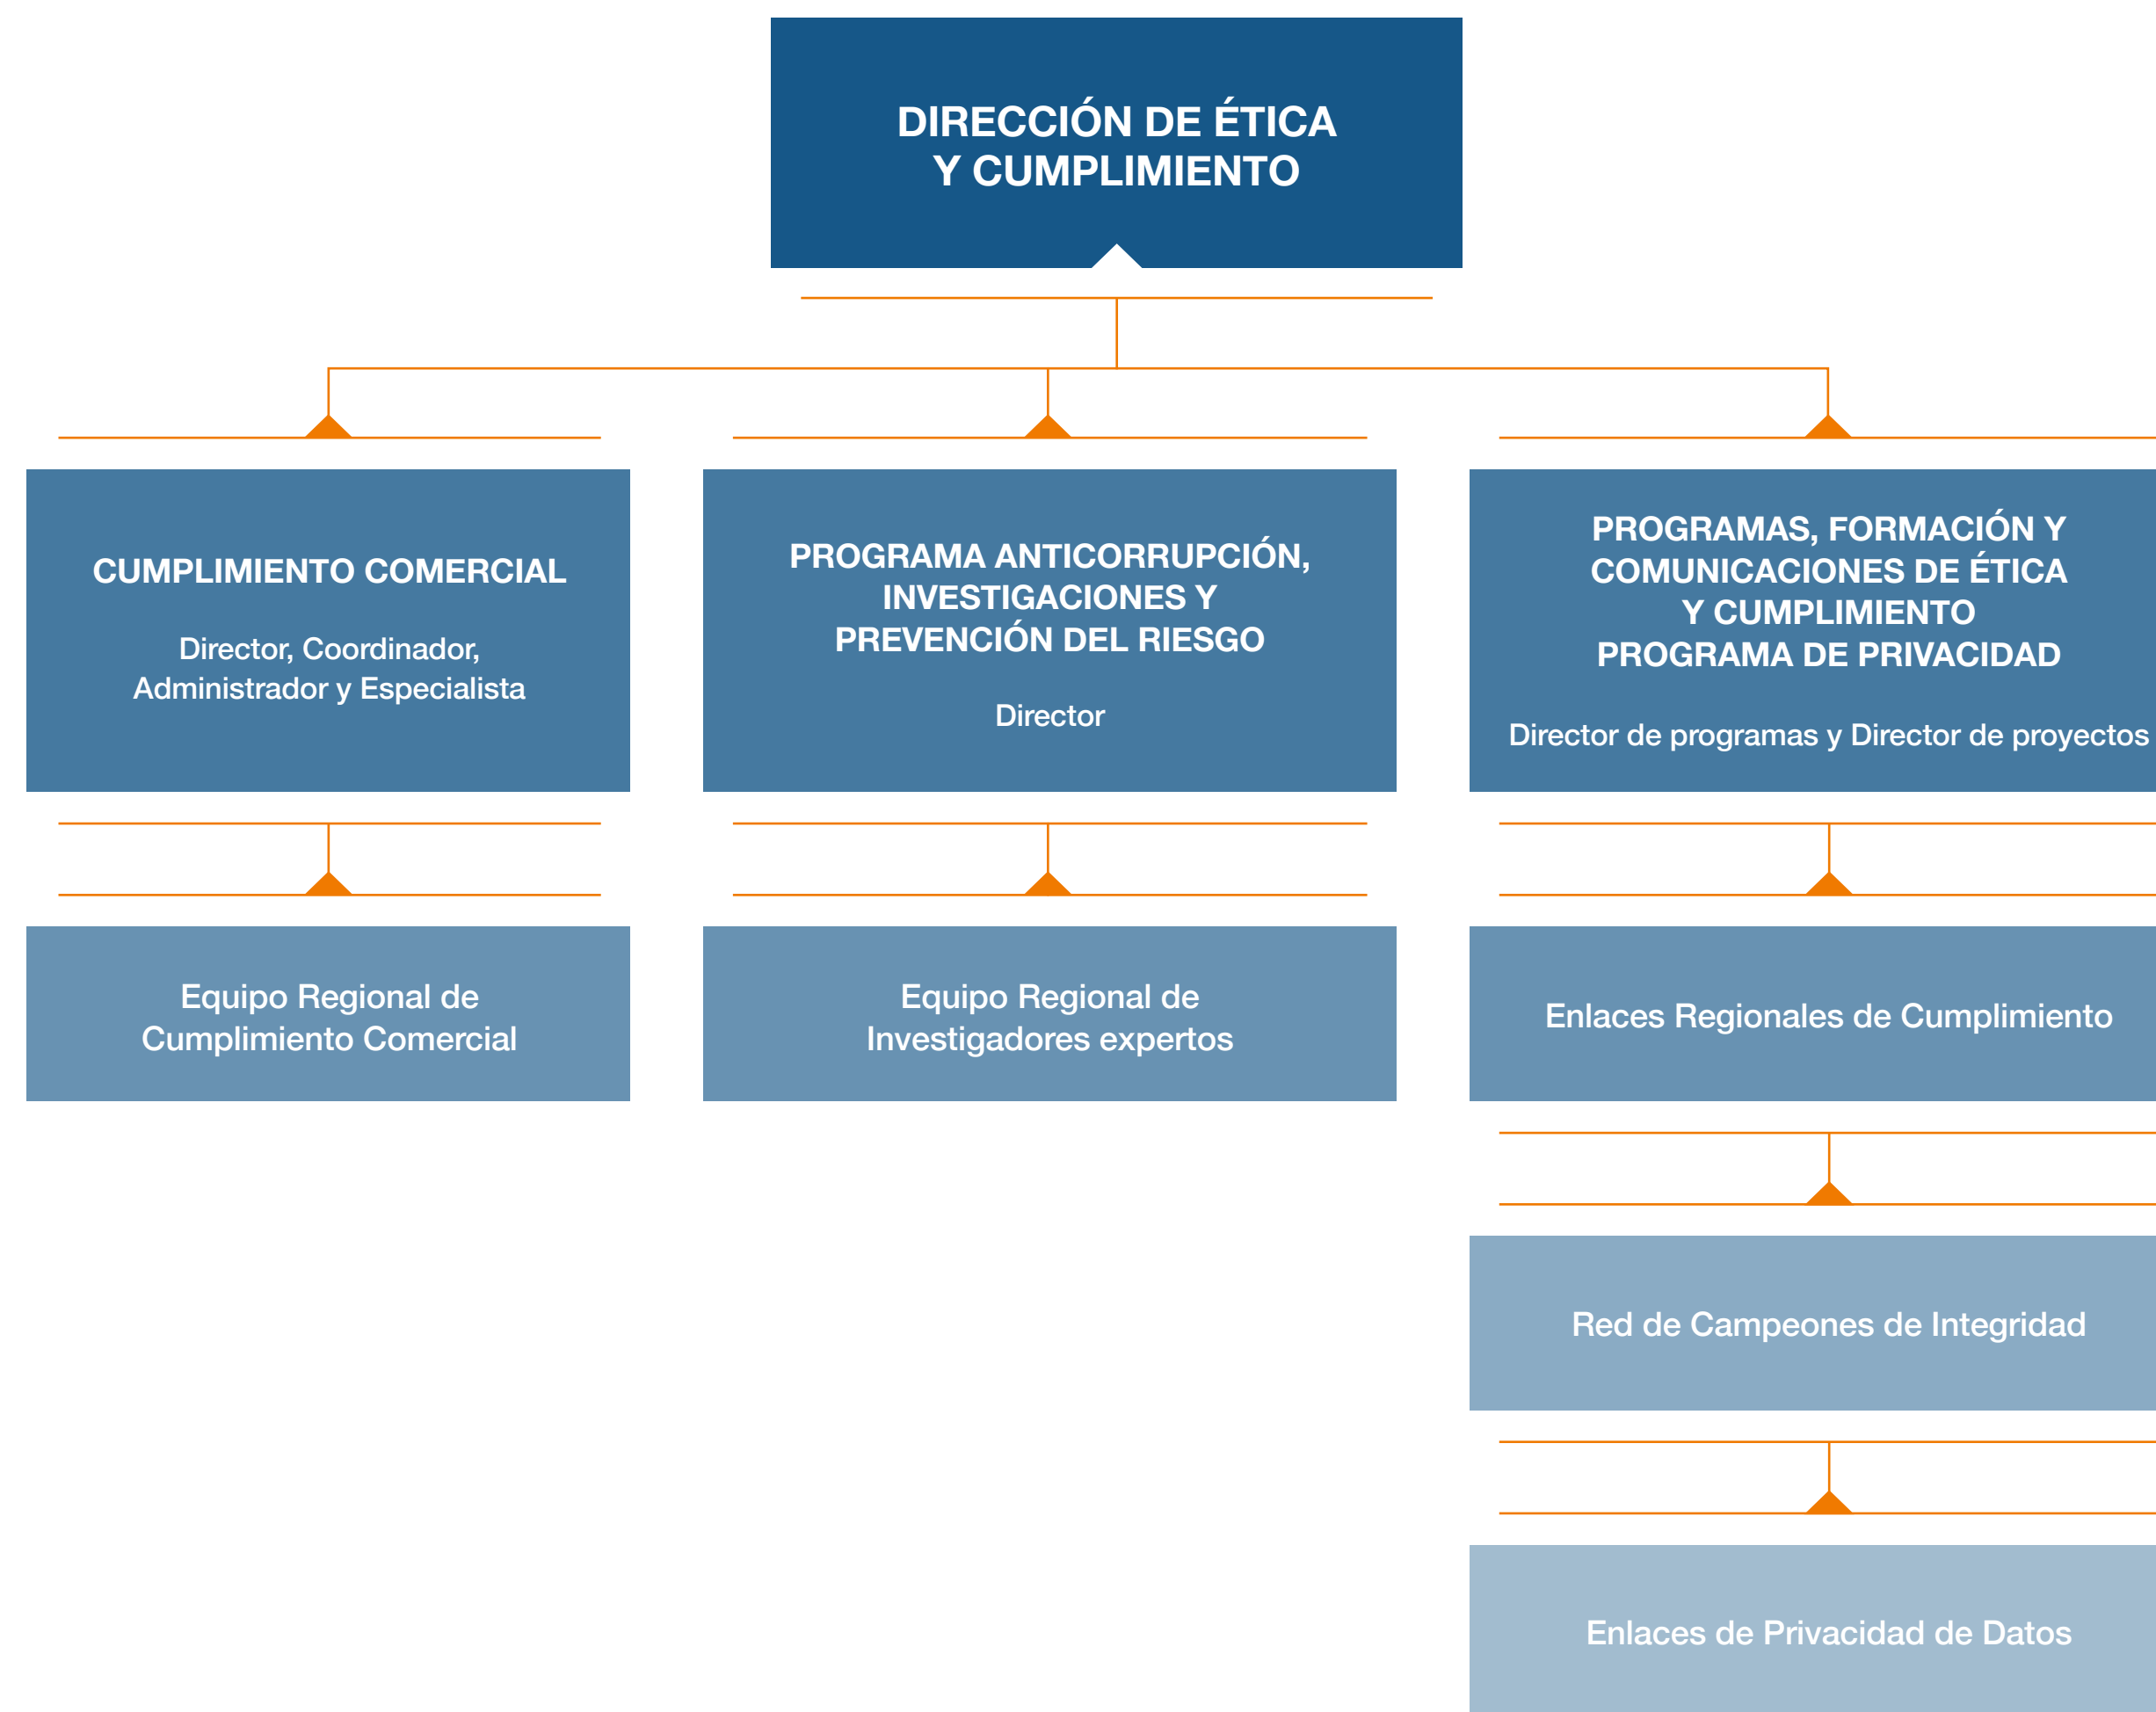 DIRECCIÓN DE ÉTICA
Y CUMPLIMIENTO
CUMPLIMIENTO COMERCIAL
Director, Coordinador,
Administrador y Especialista
PROGRAMA ANTICORRUPCIÓN,
INVESTIGACIONES Y
PREVENCIÓN DEL RIESGO
Director
PROGRAMAS, FORMACIÓN Y
COMUNICACIONES DE ÉTICA
Y CUMPLIMIENTO
PROGRAMA DE PRIVACIDAD
Director de programas y Director de proyectos
Equipo Regional de
Cumplimiento Comercial
Equipo Regional de
Investigadores expertos
Enlaces Regionales de Cumplimiento
Red de Campeones de Integridad
Enlaces de Privacidad de Datos